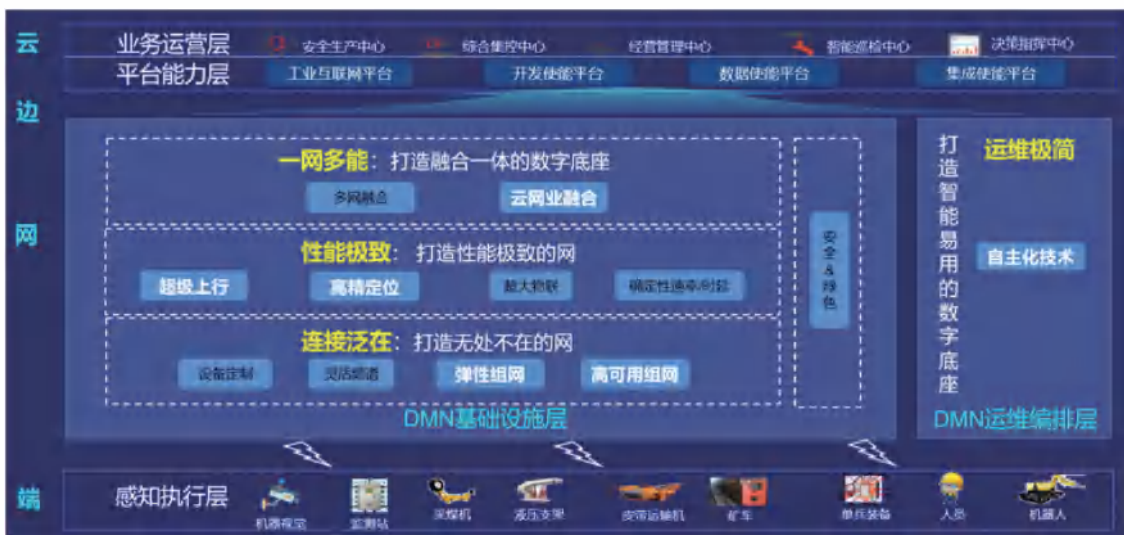 云
业务运营层
安全生产中心
综合集控中心
经营管理中心
智能巡检中心
决策指挥中心
平台能力层
工业互联网平台
开发使能平台
数据使能平台
集成使能平台
边
网
一网多能：打造融合一体的数字底座
多网融合
云网业融合
性能极致：打造性能极致的网
超级上行
高精定位
超大物联
确定性速率/时延
连接泛在：打造无处不在的网
设备定制
灵活频谱
弹性组网
高可用组网
安全&绿色
DMN基础设施层
打造智能易用的数字底座
运维极简
自主化技术
DMN运维编排层
端
感知执行层
机器视觉
监测站
采煤机
液压支架
皮带运输机
矿车
单兵装备
人员
机器人